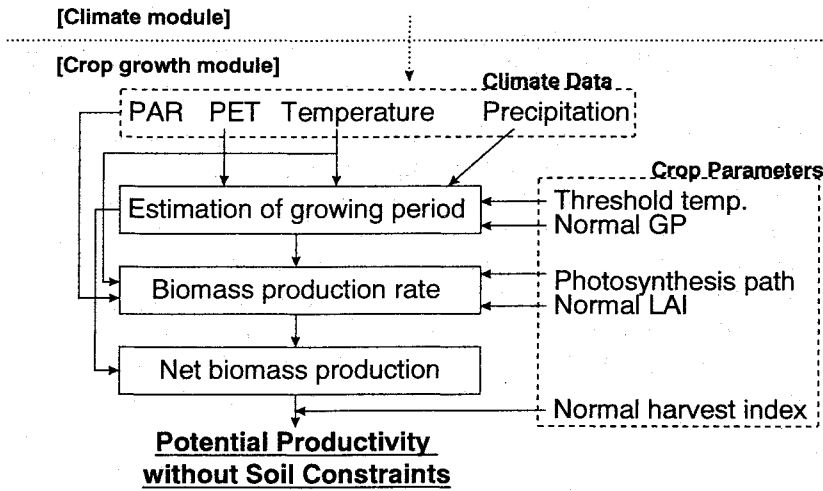 [Climate module]
[Crop growth module]
Climate Data
PAR PET Temperature Precipitation
Crop Parameters
Estimation of growing period
Threshold temp.
Normal GP
Biomass production rate
Photosynthesis path
Normal LAI
Net biomass production
Normal harvest index
Potential Productivity
without Soil Constraints